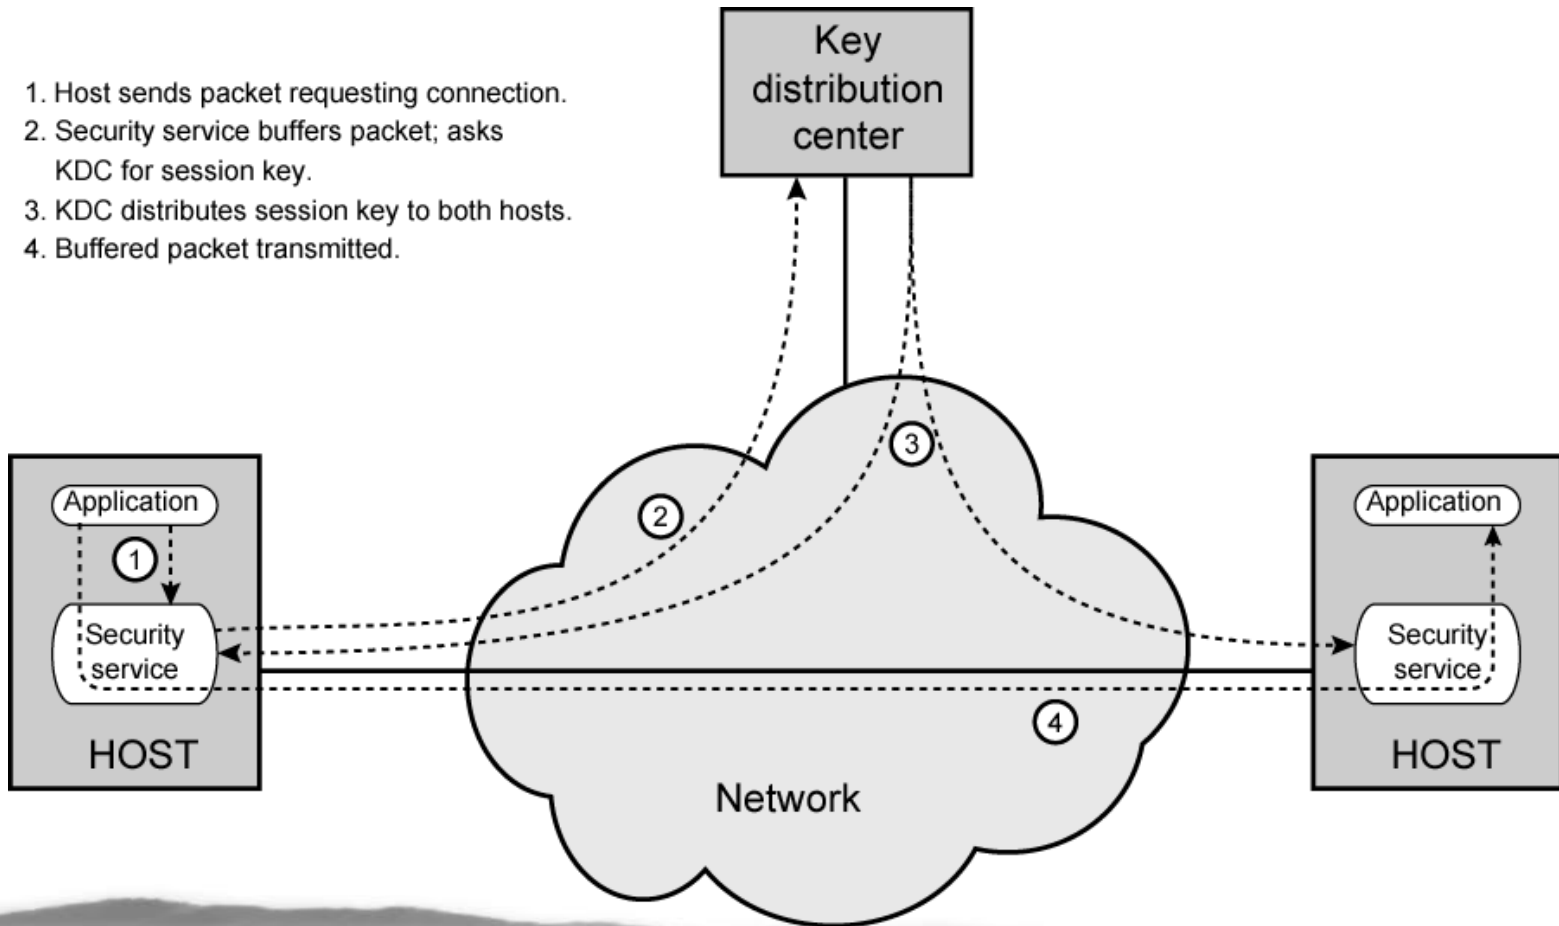 1. Host sends packet requesting connection.
2. Security service buffers packet; asks
KDC for session key.
3. KDC distributes session key to both hosts.
4. Buffered packet transmitted.
Key
distribution
center
3
2
Application
1
Security
service
HOST
Application
Security
service
HOST
4
Network